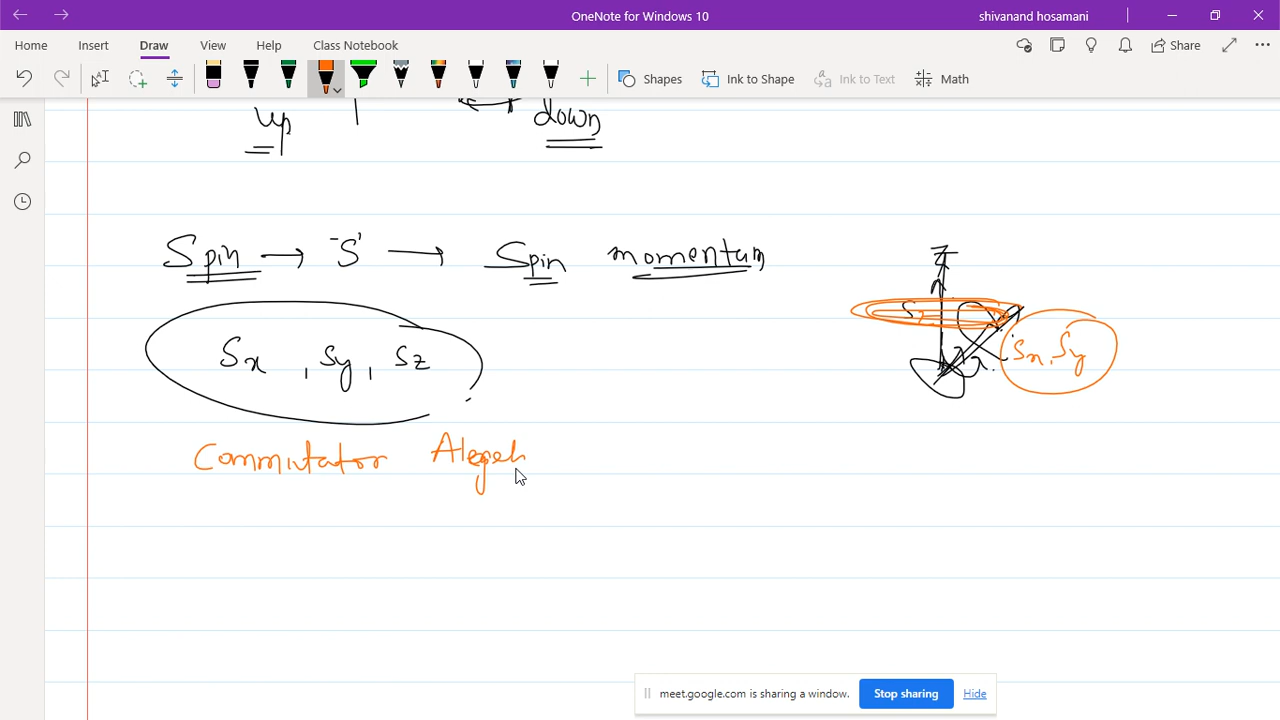 OneNote for Windows 10
shivanand hosamani
Home Insert Draw View Help Class Notebook
Share
Shapes Ink to Shape Ink to Text Math
up down
Spin → 'S' → Spin momentum
Z
Sz
Sx, Sy
Sx , Sy , Sz
Commutator Alegeb
meet.google.com is sharing a window. Stop sharing Hide